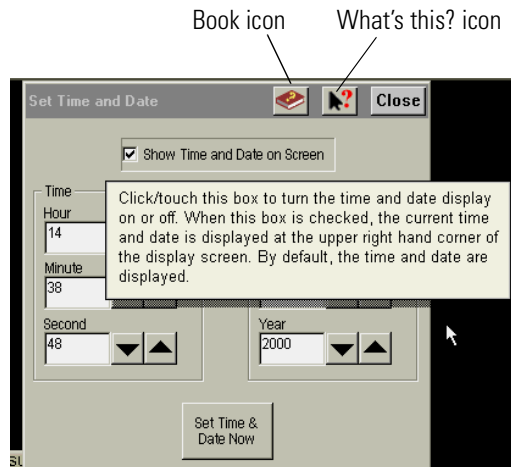 Book icon What's this? icon
Set Time and Date ? ? Close
Show Time and Date on Screen
Time
Hour
14
Click/touch this box to turn the time and date display
on or off. When this box is checked, the current time
and date is displayed at the upper right hand corner of
the display screen. By default, the time and date are
displayed.
Minute
38
Second
48
Year
2000
Set Time &
Date Now